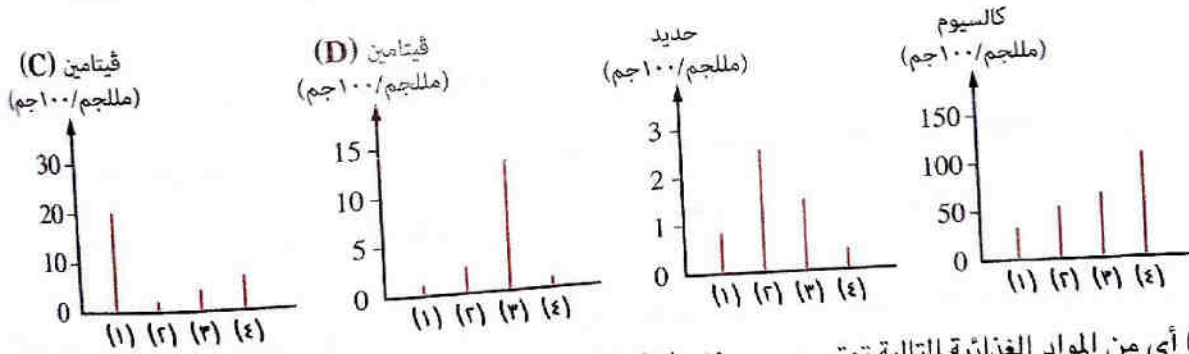 ڤيتامين (C)
(مللجم/١٠٠جم)
30
20
10
0
(١) (٢) (٣) (٤)
ڤيتامين (D)
(مللجم/١٠٠جم)
15
10
5
0
(١) (٢) (٣) (٤)
حديد
(مللجم/١٠٠جم)
3
2
1
0
(١) (٢) (٣) (٤)
كالسيوم
(مللجم/١٠٠جم)
150
100
50
0
(١) (٢) (٣) (٤)
أي من المواد الغذائية التالية